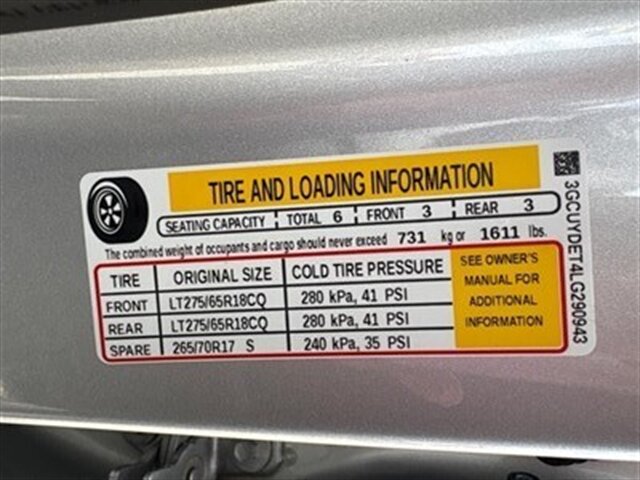 TIRE AND LOADING INFORMATION
SEATING CAPACITY TOTAL 6 FRONT 3 REAR 3
The combined weight of occupants and cargo should never exceed 731 kg or 1611 lbs.
TIRE ORIGINAL SIZE COLD TIRE PRESSURE
FRONT LT275/65R18CQ 280 kPa, 41 PSI
REAR LT275/65R18CQ 280 kPa, 41 PSI
SPARE 265/70R17 S 240 kPa, 35 PSI
SEE OWNER'S
MANUAL FOR
ADDITIONAL
INFORMATION
3GCUYDET4LG290943